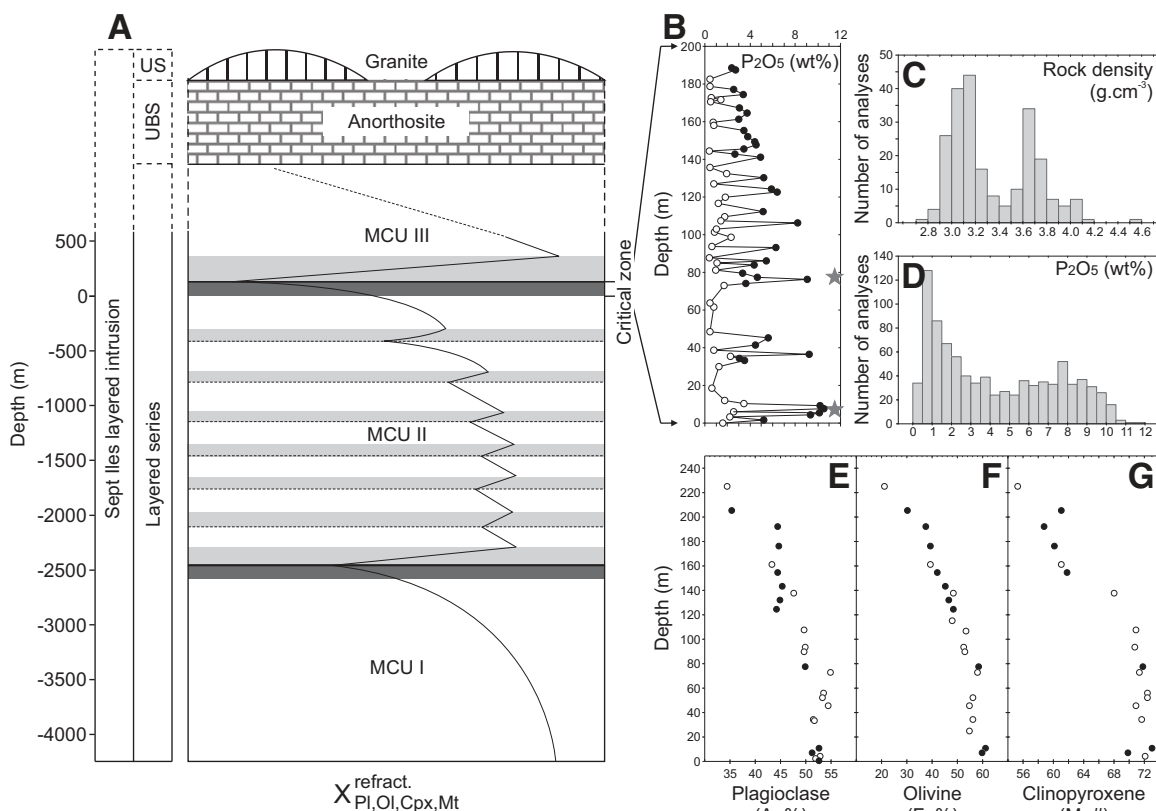 A
US
UBS
Granite
Anorthosite
Sept Iles layered intrusion
Layered series
Depth (m)
500
0
-500
-1000
-1500
-2000
-2500
-3000
-3500
-4000
MCU III
MCU II
MCU I
Critical zone
X refract. Pl,Ol,Cpx,Mt
B
0 3 6 9 12
P2O5 (wt%)
Depth (m)
200
180
160
140
120
100
80
60
40
20
0
C
Rock density
(g.cm-3)
Number of analyses
50
40
30
20
10
0
2.8 3.0 3.2 3.4 3.6 3.8 4.0 4.2 4.4 4.6
D
P2O5 (wt%)
Number of analyses
140
120
100
80
60
40
20
0
0 1 2 3 4 5 6 7 8 9 10 11 12
E
F
G
Depth (m)
240
220
200
180
160
140
120
100
80
60
40
20
0
35 40 45 50 55
20 30 40 50 60
56 60 64 68 72
Plagioclase
Olivine
Clinopyroxene